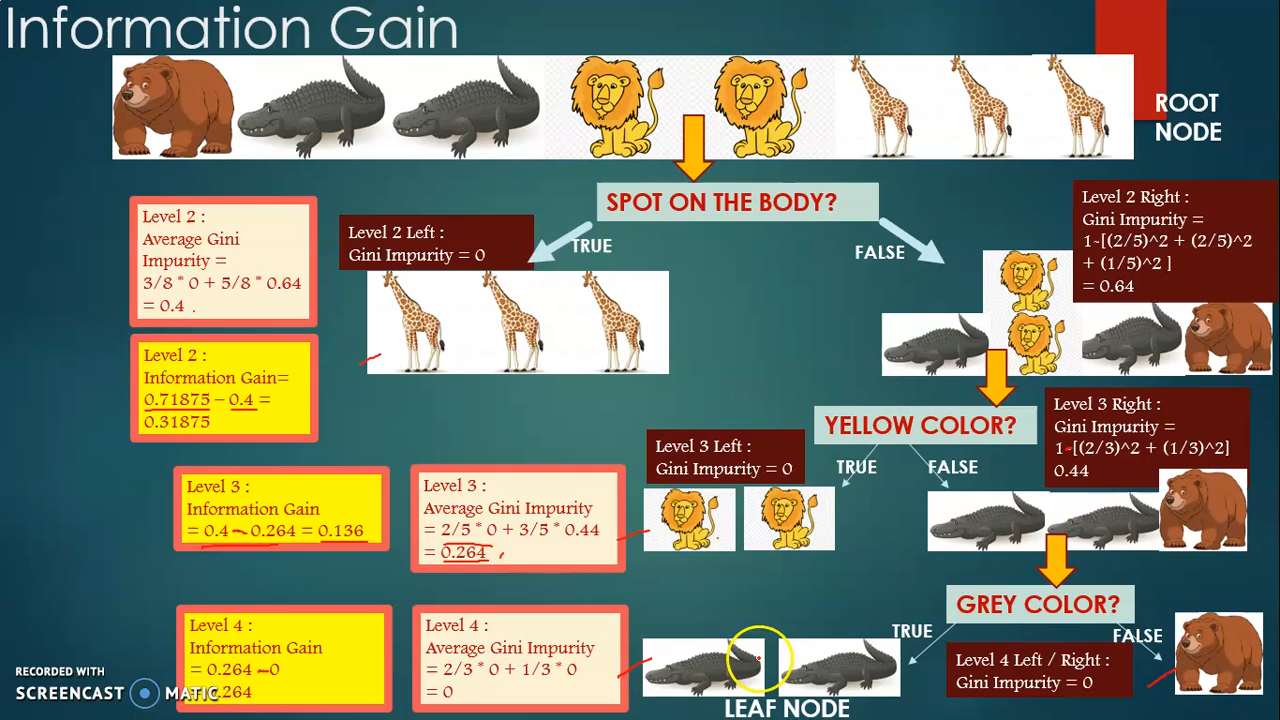 Information Gain
ROOT
NODE
SPOT ON THE BODY?
Level 2 :
Average Gini
Impurity =
3/8 * 0 + 5/8 * 0.64
= 0.4 .
Level 2 Left :
Gini Impurity = 0
TRUE
FALSE
Level 2 Right :
Gini Impurity =
1-[(2/5)^2 + (2/5)^2
+ (1/5)^2 ]
= 0.64
Level 2 :
Information Gain=
0.71875 – 0.4 =
0.31875
YELLOW COLOR?
Level 3 Right :
Gini Impurity =
1-[(2/3)^2 + (1/3)^2]
0.44
Level 3 Left :
Gini Impurity = 0
TRUE
FALSE
Level 3 :
Information Gain
= 0.4 – 0.264 = 0.136
Level 3 :
Average Gini Impurity
= 2/5 * 0 + 3/5 * 0.44
= 0.264
GREY COLOR?
TRUE
FALSE
Level 4 :
Information Gain
= 0.264 –0
0.264
Level 4 :
Average Gini Impurity
= 2/3 * 0 + 1/3 * 0
= 0
Level 4 Left / Right :
Gini Impurity = 0
LEAF NODE
RECORDED WITH
SCREENCAST MATIC